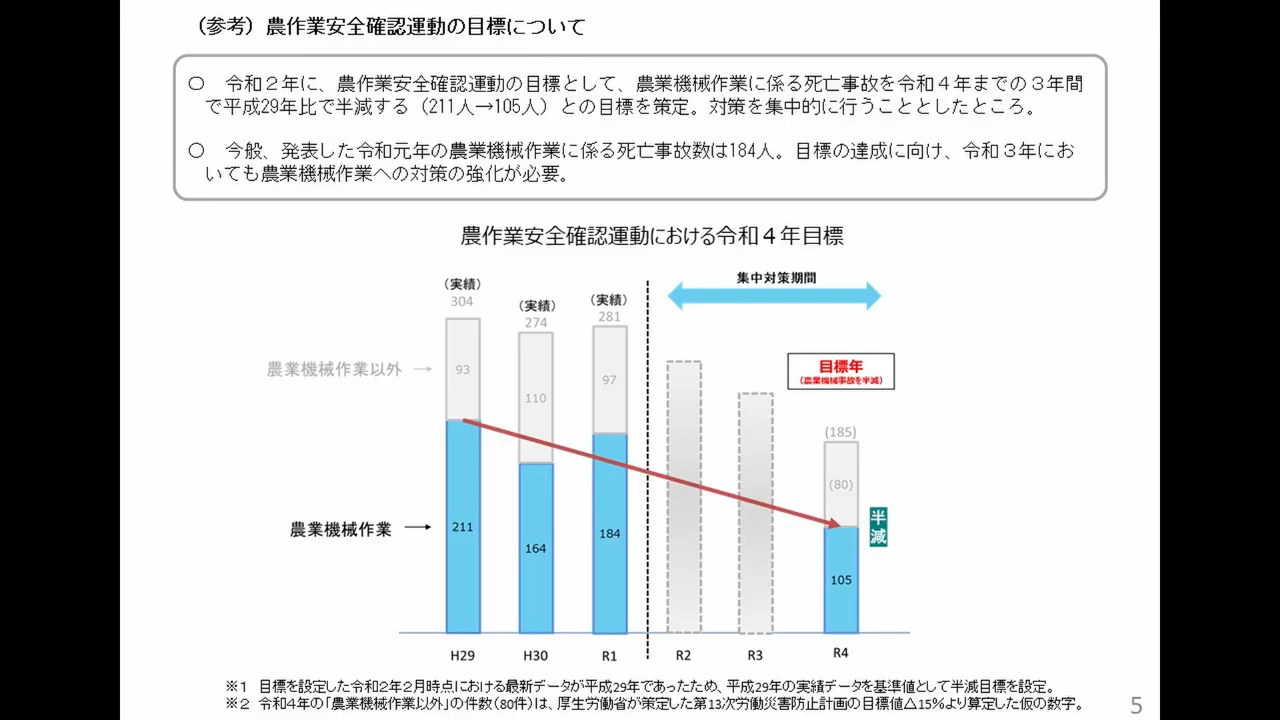 （参考）農作業安全確認運動の目標について
○　令和２年に、農作業安全確認運動の目標として、農業機械作業に係る死亡事故を令和４年までの３年間
で平成29年比で半減する（211人→105人）との目標を策定。対策を集中的に行うこととしたところ。
○　今般、発表した令和元年の農業機械作業に係る死亡事故数は184人。目標の達成に向け、令和３年にお
いても農業機械作業への対策の強化が必要。
農作業安全確認運動における令和４年目標
集中対策期間
(実績)
304
(実績)
274
(実績)
281
農業機械作業以外 →
93
110
97
目標年
(農業機械事故を半減)
(185)
(80)
農業機械作業 →
211
164
184
105
半減
H29
H30
R1
R2
R3
R4
※１　目標を設定した令和２年２月時点における最新データが平成29年であったため、平成29年の実績データを基準値として半減目標を設定。
※２　令和４年の「農業機械作業以外」の件数（80件）は、厚生労働省が策定した第13次労働災害防止計画の目標値△15％より算定した仮の数字。
5